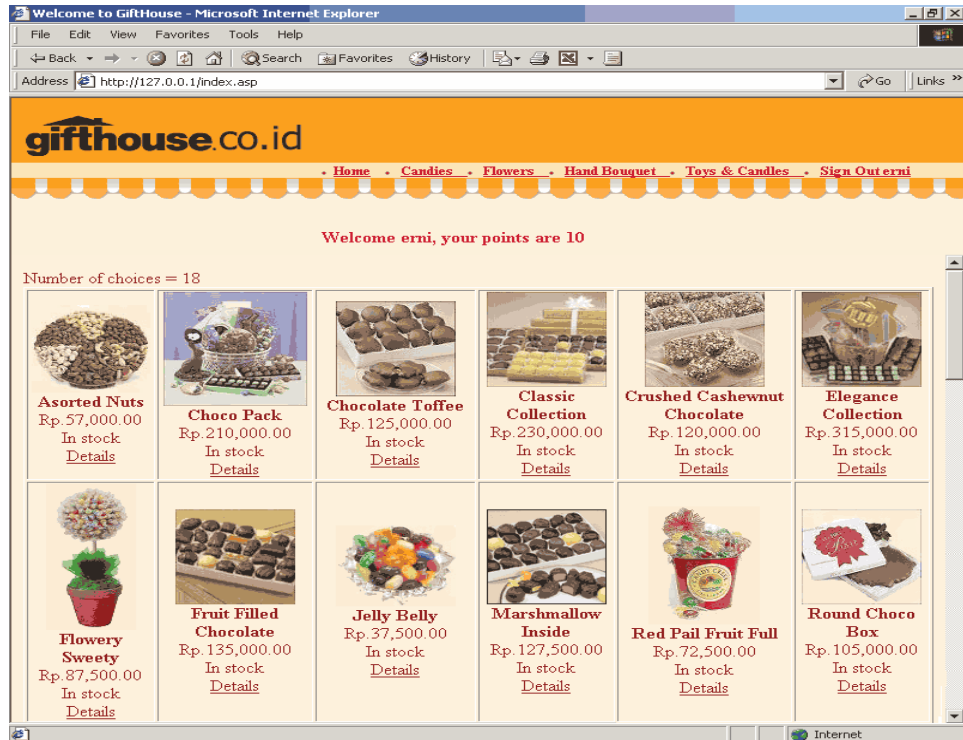 Welcome to GiftHouse - Microsoft Internet Explorer
File Edit View Favorites Tools Help
Back Search Favorites History
Address http://127.0.0.1/index.asp Go Links »
gifthouse.co.id
• Home • Candies • Flowers • Hand Bouquet • Toys & Candles • Sign Out erni
Welcome erni, your points are 10
Number of choices = 18
Asorted Nuts
Rp.57,000.00
In stock
Details
Choco Pack
Rp.210,000.00
In stock
Details
Chocolate Toffee
Rp.125,000.00
In stock
Details
Classic
Collection
Rp.230,000.00
In stock
Details
Crushed Cashewnut
Chocolate
Rp.120,000.00
In stock
Details
Elegance
Collection
Rp.315,000.00
In stock
Details
Flowery
Sweety
Rp.87,500.00
In stock
Details
Fruit Filled
Chocolate
Rp.135,000.00
In stock
Details
Jelly Belly
Rp.37,500.00
In stock
Details
Marshmallow
Inside
Rp.127,500.00
In stock
Details
Red Pail Fruit Full
Rp.72,500.00
In stock
Details
Round Choco
Box
Rp.105,000.00
In stock
Details
Internet